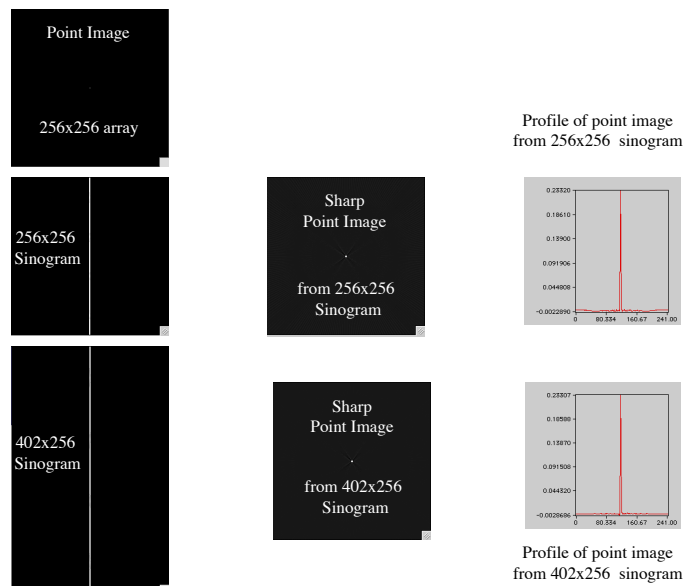 Point Image
256x256 array
Profile of point image
from 256x256 sinogram
256x256
Sinogram
Sharp
Point Image
from 256x256
Sinogram
0.23320
0.18610
0.13900
0.091906
0.044808
-0.0022890
0 80.334 160.67 241.00
402x256
Sinogram
Sharp
Point Image
from 402x256
Sinogram
0.23307
0.18588
0.13870
0.091508
0.044320
-0.0028686
0 80.334 160.67 241.00
Profile of point image
from 402x256 sinogram